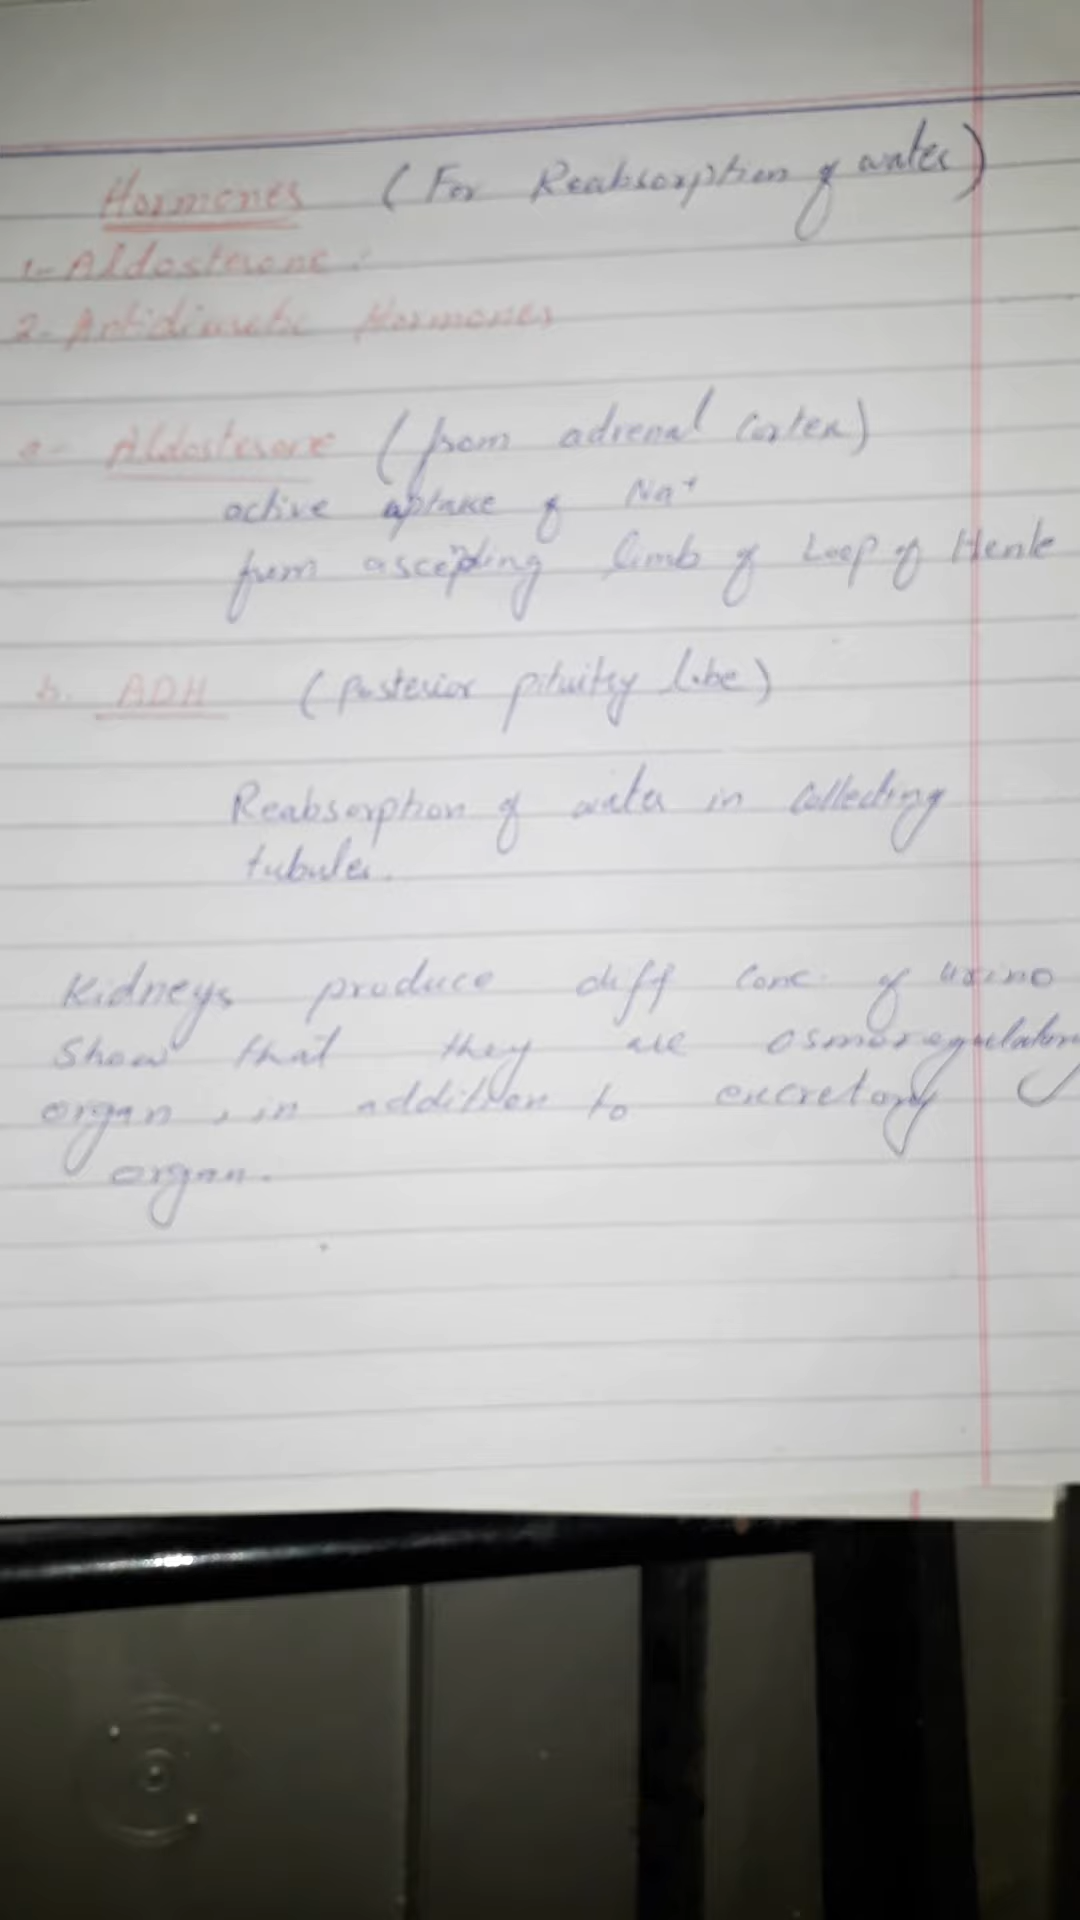 Hormones (For Reabsorption of water)
1- Aldosterone:
2- Antidiuretic Hormones
a- Aldosterone (from adrenal cortex)
active uptake of Na+
from ascending limb of Loop of Henle
b. ADH (Posterior pituitry lobe)
Reabsorption of water in collecting
tubules.
Kidneys produce diff conc. of urine
Show that they are osmoregulatory
organ, in addition to excretory
organ.